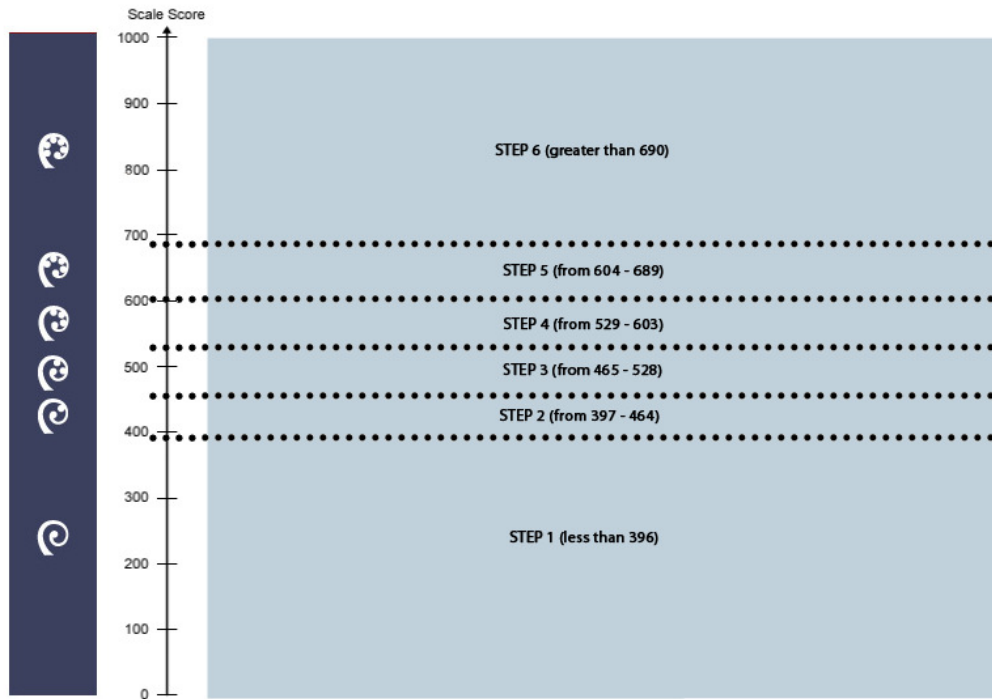 Scale Score
1000
900
800
STEP 6 (greater than 690)
700
STEP 5 (from 604 - 689)
600
STEP 4 (from 529 - 603)
500
STEP 3 (from 465 - 528)
STEP 2 (from 397 - 464)
400
300
STEP 1 (less than 396)
200
100
0